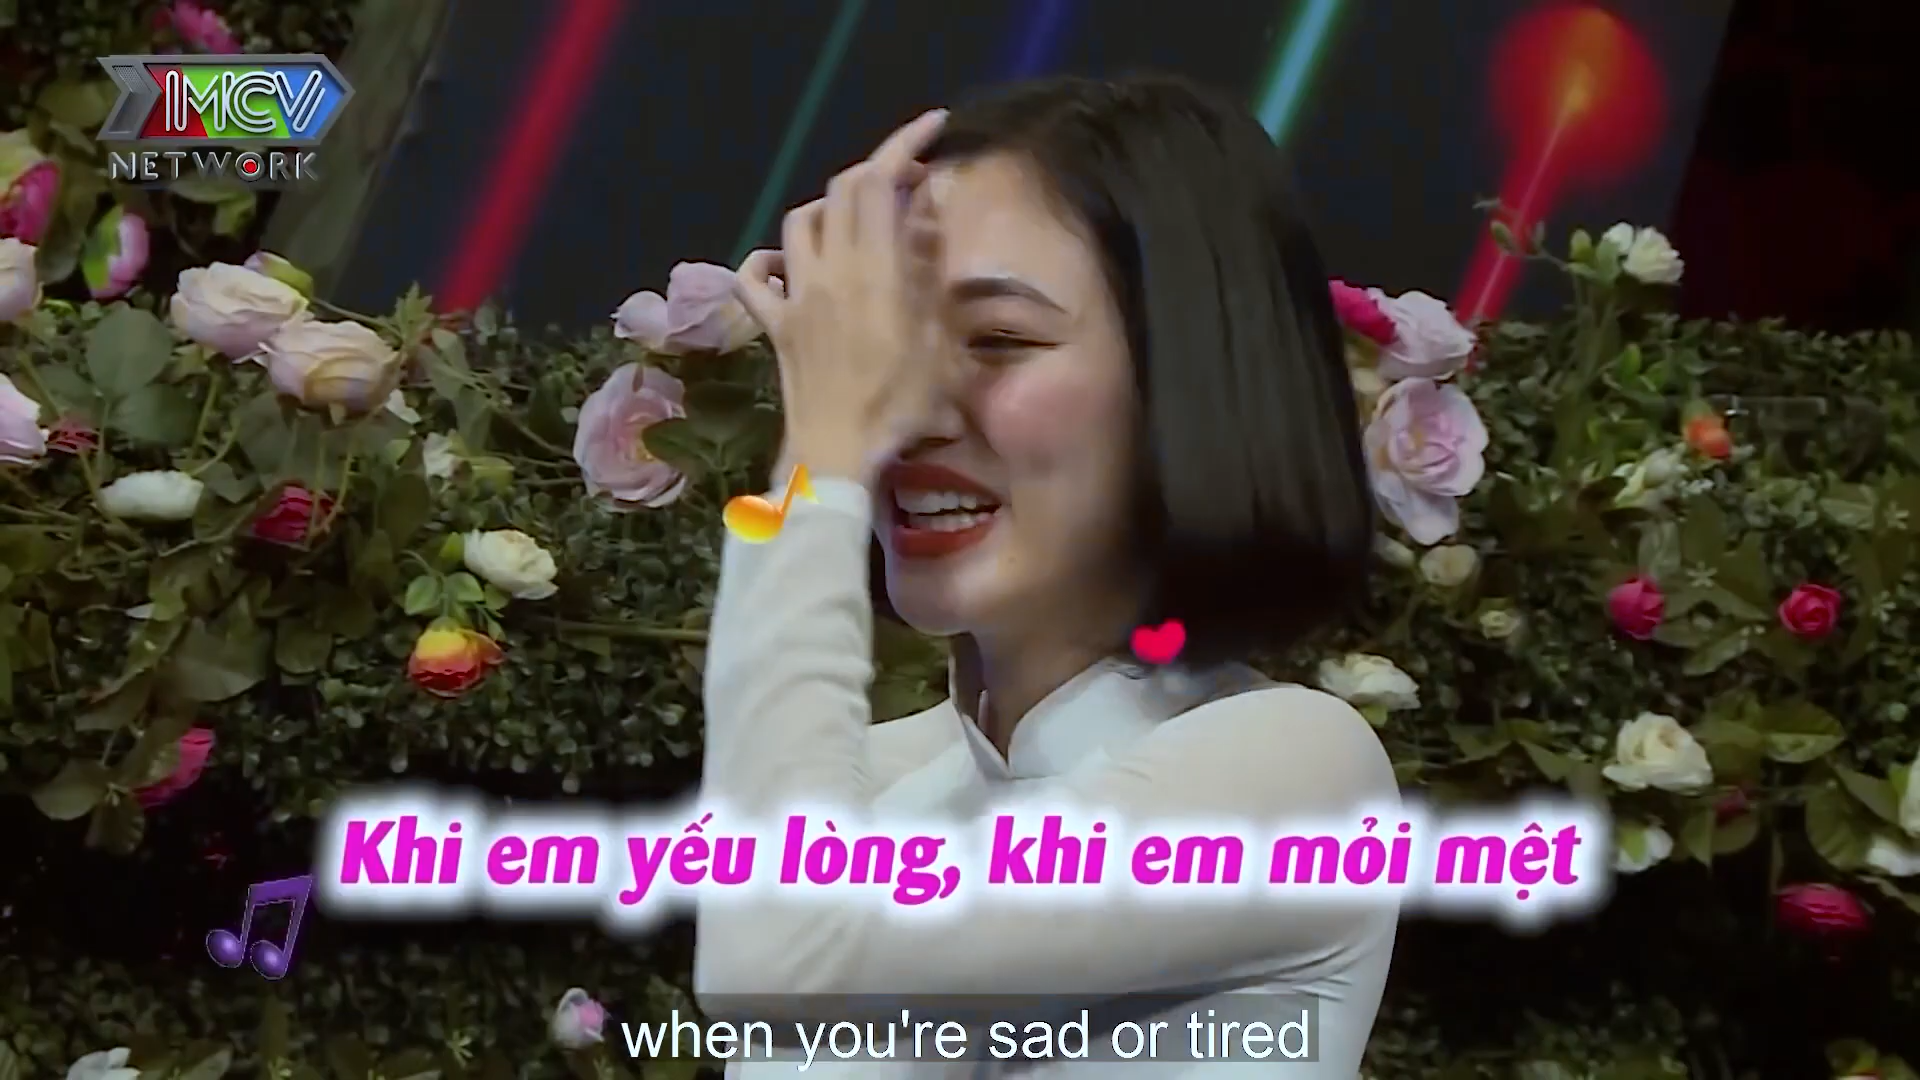 MCV
NETWORK
Khi em yếu lòng, khi em mỏi mệt
when you're sad or tired